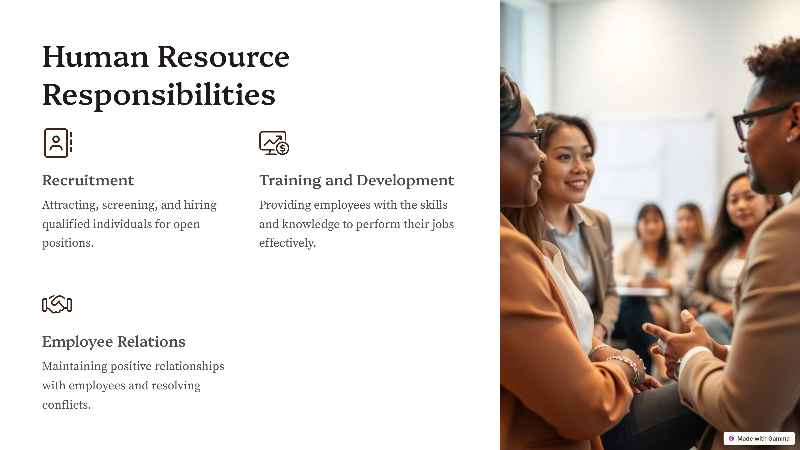 Human Resource
Responsibilities
Recruitment
Attracting, screening, and hiring
qualified individuals for open
positions.
Training and Development
Providing employees with the skills
and knowledge to perform their jobs
effectively.
Employee Relations
Maintaining positive relationships
with employees and resolving
conflicts.
Made with Gamma